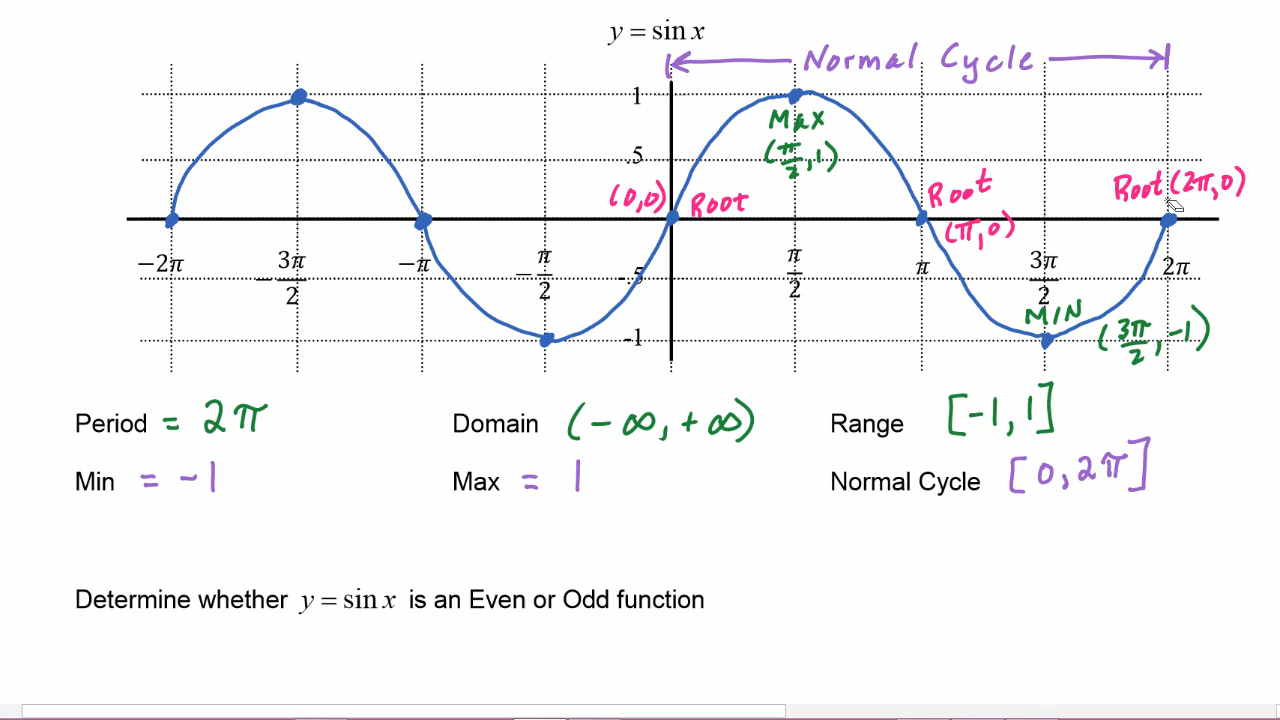 y = sin x
Normal Cycle
1
Max
(π/2, 1)
.5
(0,0) Root
Root
(π,0)
Root (2π,0)
−2π
−3π/2
−π
−π/2
π/2
π
3π/2
2π
-.5
MIN
(3π/2, -1)
-1
Period = 2π
Domain (-∞, +∞)
Range [-1, 1]
Min = -1
Max = 1
Normal Cycle [0, 2π]
Determine whether y = sin x is an Even or Odd function